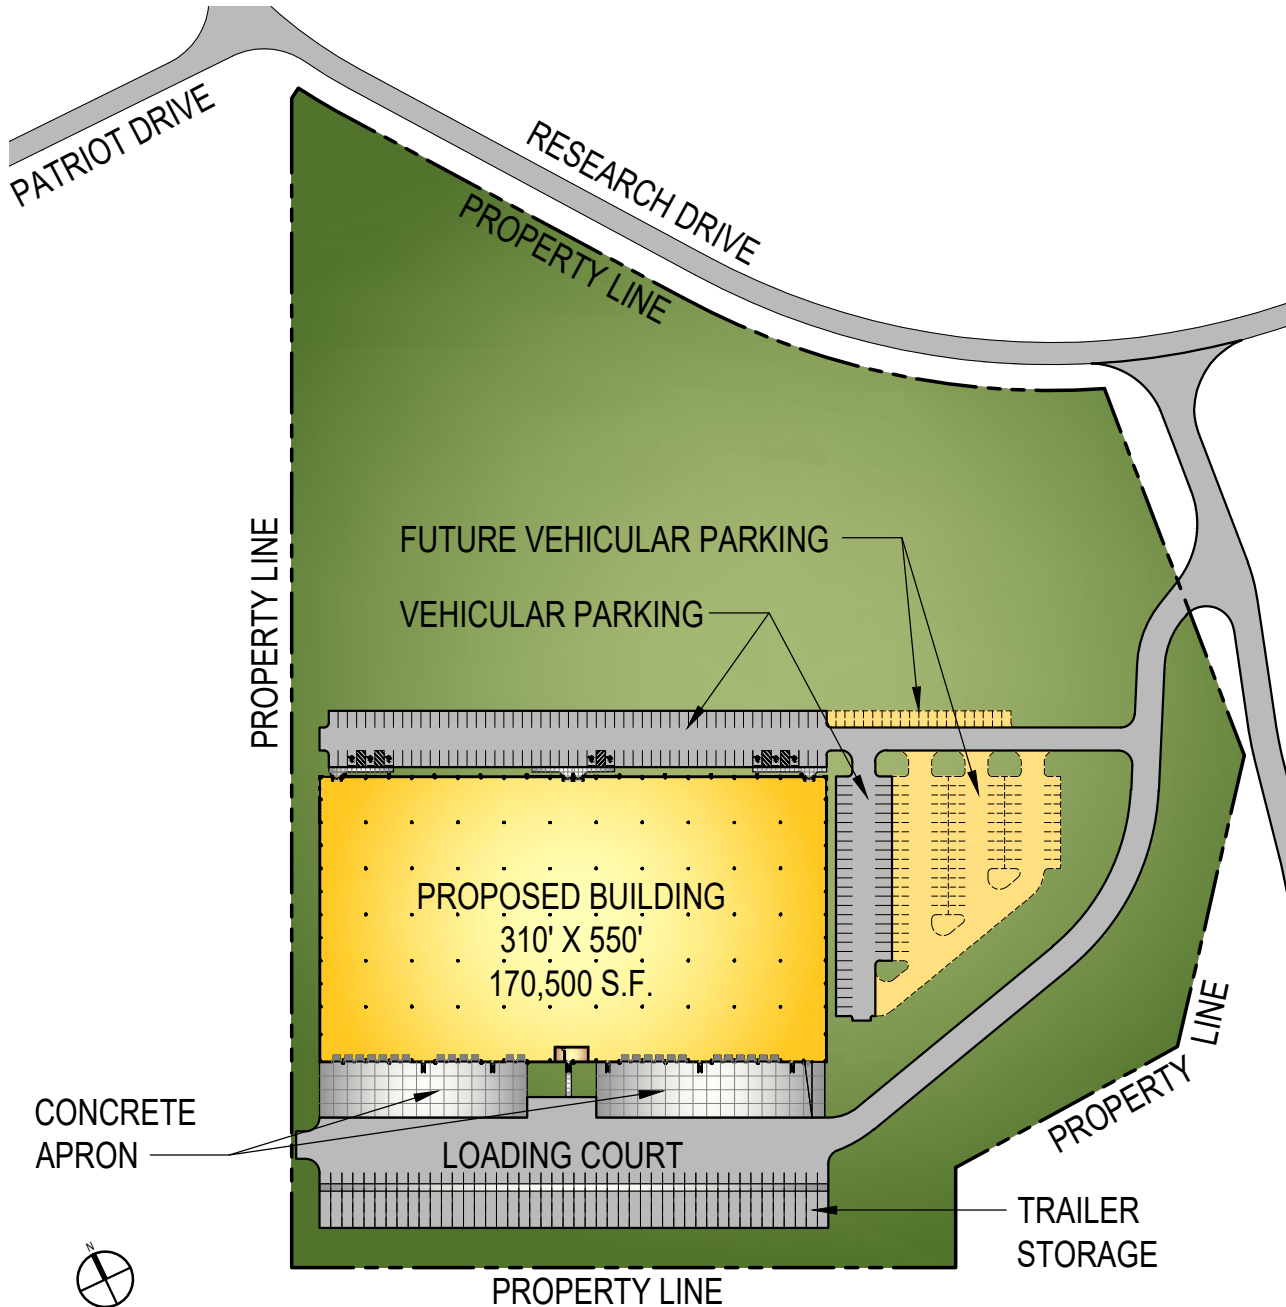 PATRIOT DRIVE
RESEARCH DRIVE
PROPERTY LINE
PROPERTY LINE
FUTURE VEHICULAR PARKING
VEHICULAR PARKING
PROPOSED BUILDING
310' X 550'
170,500 S.F.
CONCRETE
APRON
LOADING COURT
PROPERTY LINE
TRAILER
STORAGE
N
PROPERTY LINE